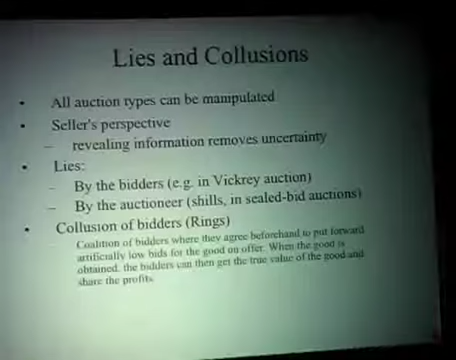 Lies and Collusions
• All auction types can be manipulated
• Seller's perspective
– revealing information removes uncertainty
• Lies:
– By the bidders (e.g. in Vickrey auction)
– By the auctioneer (shills, in sealed-bid auctions)
• Collusion of bidders (Rings)
– Coalition of bidders where they agree beforehand to put forward
artificially low bids for the good on offer. When the good is
obtained, the bidders can then get the true value of the good and
share the profits.